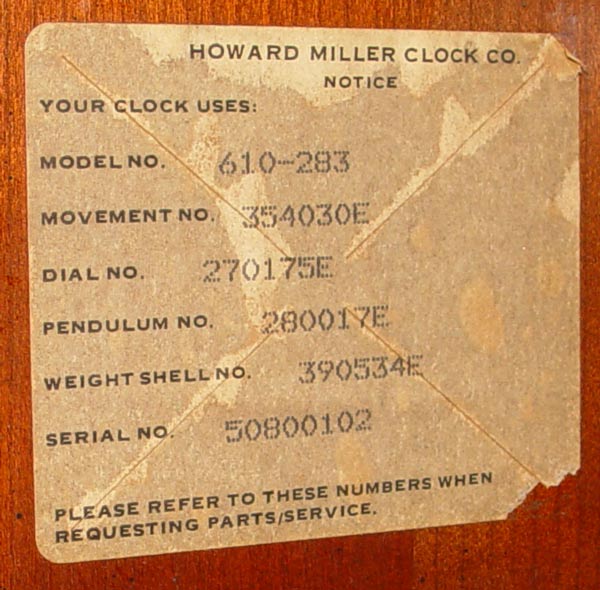 HOWARD MILLER CLOCK CO.
NOTICE
YOUR CLOCK USES:
MODEL NO. 610-283
MOVEMENT NO. 354030E
DIAL NO. 270175E
PENDULUM NO. 280017E
WEIGHT SHELL NO. 390534E
SERIAL NO. 50800102
PLEASE REFER TO THESE NUMBERS WHEN
REQUESTING PARTS/SERVICE.